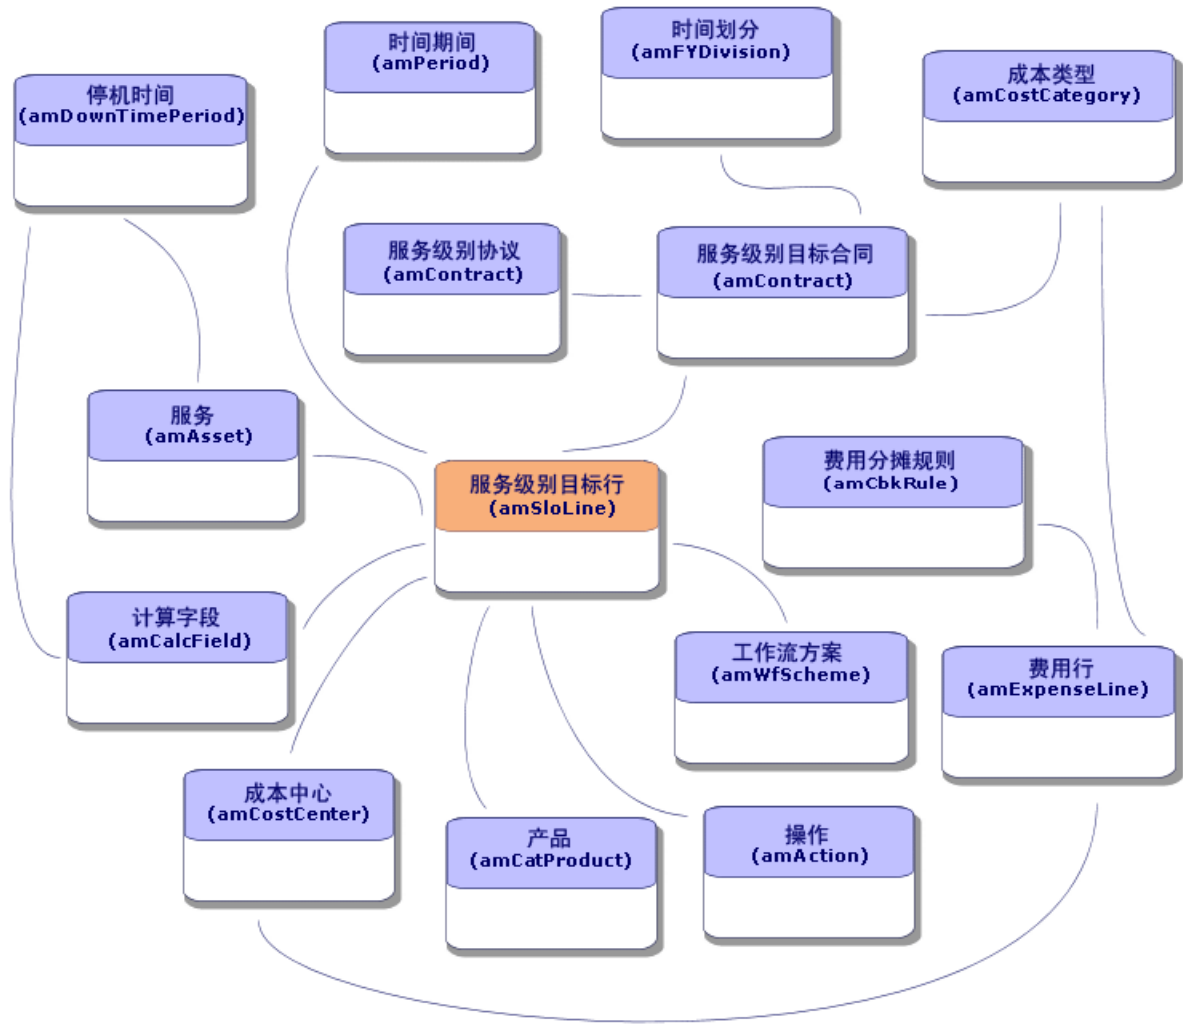 时间划分
(amFYDivision)
时间期间
(amPeriod)
成本类型
(amCostCategory)
停机时间
(amDownTimePeriod)
服务级别协议
(amContract)
服务级别目标合同
(amContract)
服务
(amAsset)
费用分摊规则
(amCbkRule)
服务级别目标行
(amSloLine)
计算字段
(amCalcField)
工作流方案
(amWfScheme)
费用行
(amExpenseLine)
成本中心
(amCostCenter)
产品
(amCatProduct)
操作
(amAction)